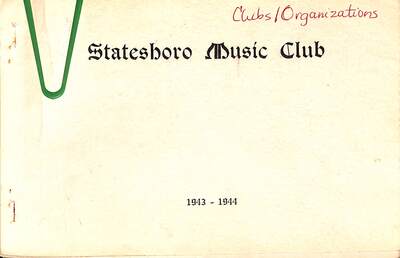 Clubs/Organizations
Statesboro Music Club
1943 - 1944